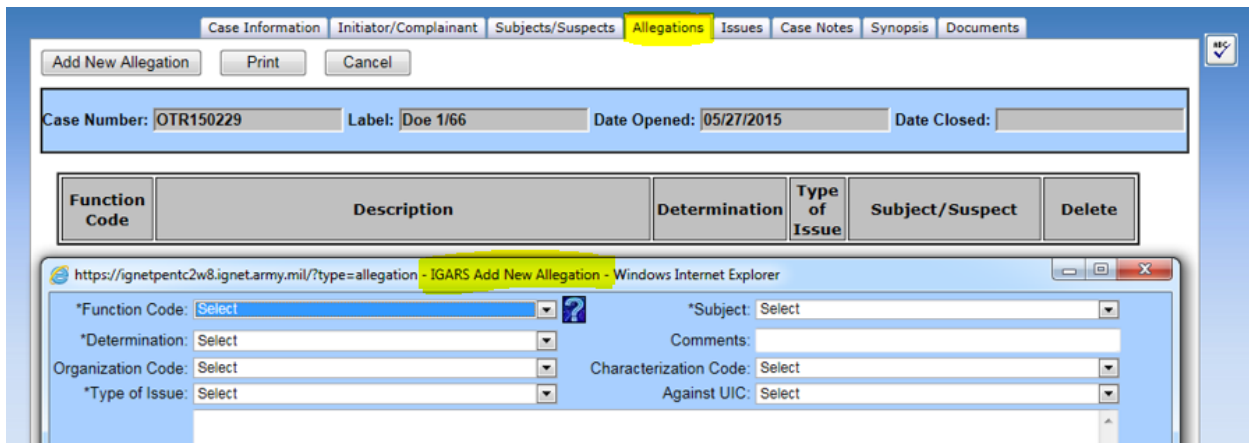 Case Information Initiator/Complainant Subjects/Suspects Allegations Issues Case Notes Synopsis Documents
ABC
Add New Allegation Print Cancel
Case Number: OTR150229 Label: Doe 1/66 Date Opened: 05/27/2015 Date Closed:
Function Code Description Determination Type of Issue Subject/Suspect Delete
https://ignetpentc2w8.ignet.army.mil/?type=allegation - IGARS Add New Allegation - Windows Internet Explorer
*Function Code: Select ? *Subject: Select
*Determination: Select Comments:
Organization Code: Select Characterization Code: Select
*Type of Issue: Select Against UIC: Select